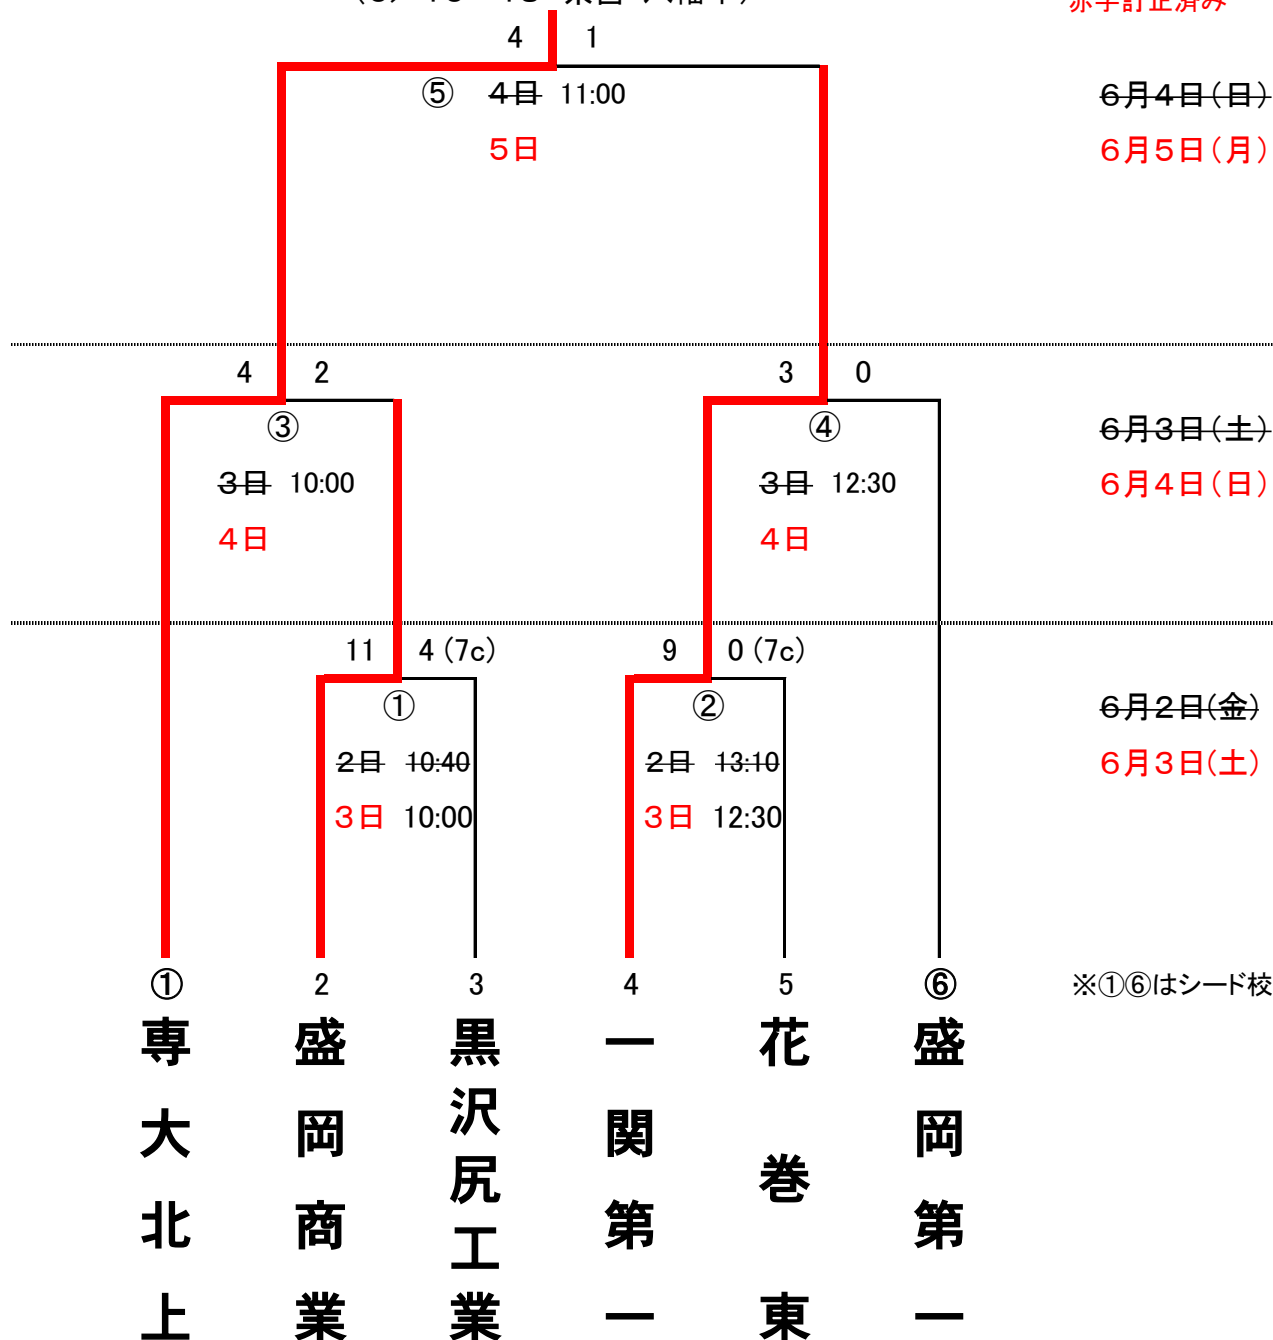 赤字訂正済み
4 1
⑤ 4日 11:00 6月4日(日)
5日 6月5日(月)
4 2 3 0
③ ④ 6月3日(土)
3日 10:00 3日 12:30 6月4日(日)
4日 4日
11 4(7c) 9 0(7c)
① ② 6月2日(金)
2日 10:40 2日 13:10 6月3日(土)
3日 10:00 3日 12:30
① 2 3 4 5 ⑥ ※①⑥はシード校
専大北上
盛岡商業
黒沢尻工業
一関第一
花巻東
盛岡第一